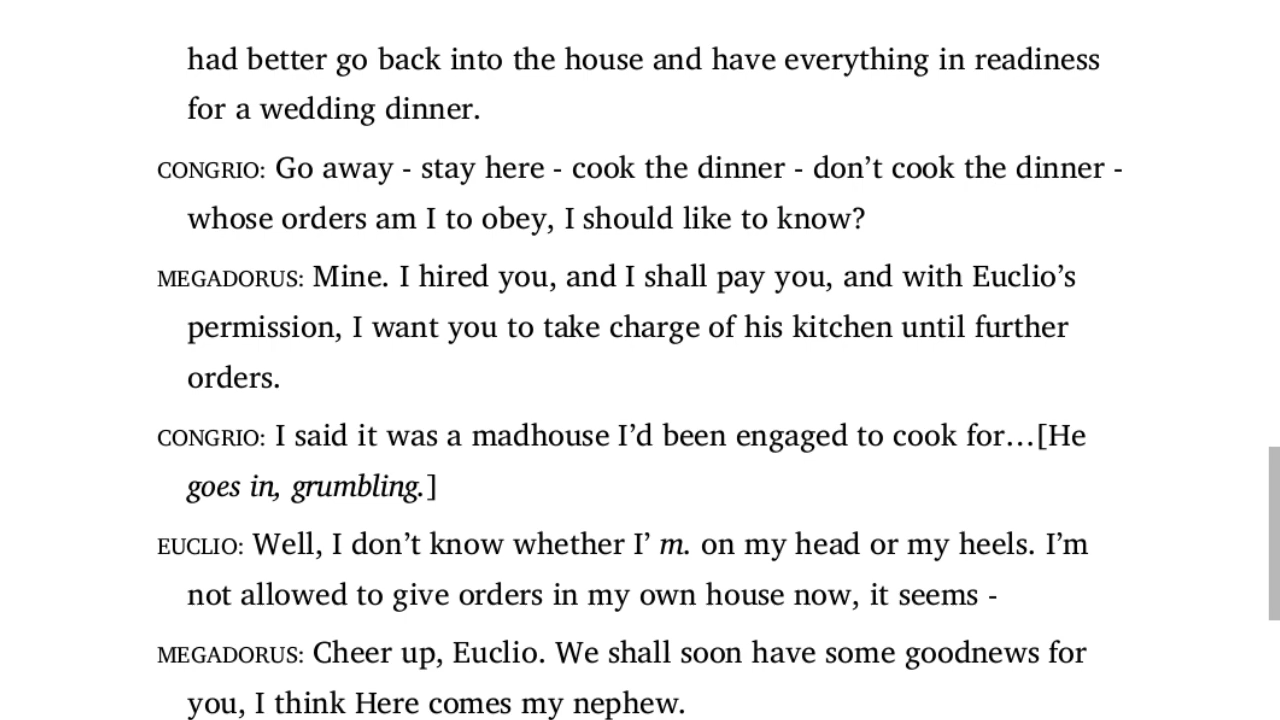 had better go back into the house and have everything in readiness
for a wedding dinner.
CONGRIO: Go away - stay here - cook the dinner - don’t cook the dinner -
whose orders am I to obey, I should like to know?
MEGADORUS: Mine. I hired you, and I shall pay you, and with Euclio’s
permission, I want you to take charge of his kitchen until further
orders.
CONGRIO: I said it was a madhouse I’d been engaged to cook for…[He
goes in, grumbling.]
EUCLIO: Well, I don’t know whether I’ m. on my head or my heels. I’m
not allowed to give orders in my own house now, it seems -
MEGADORUS: Cheer up, Euclio. We shall soon have some goodnews for
you, I think Here comes my nephew.